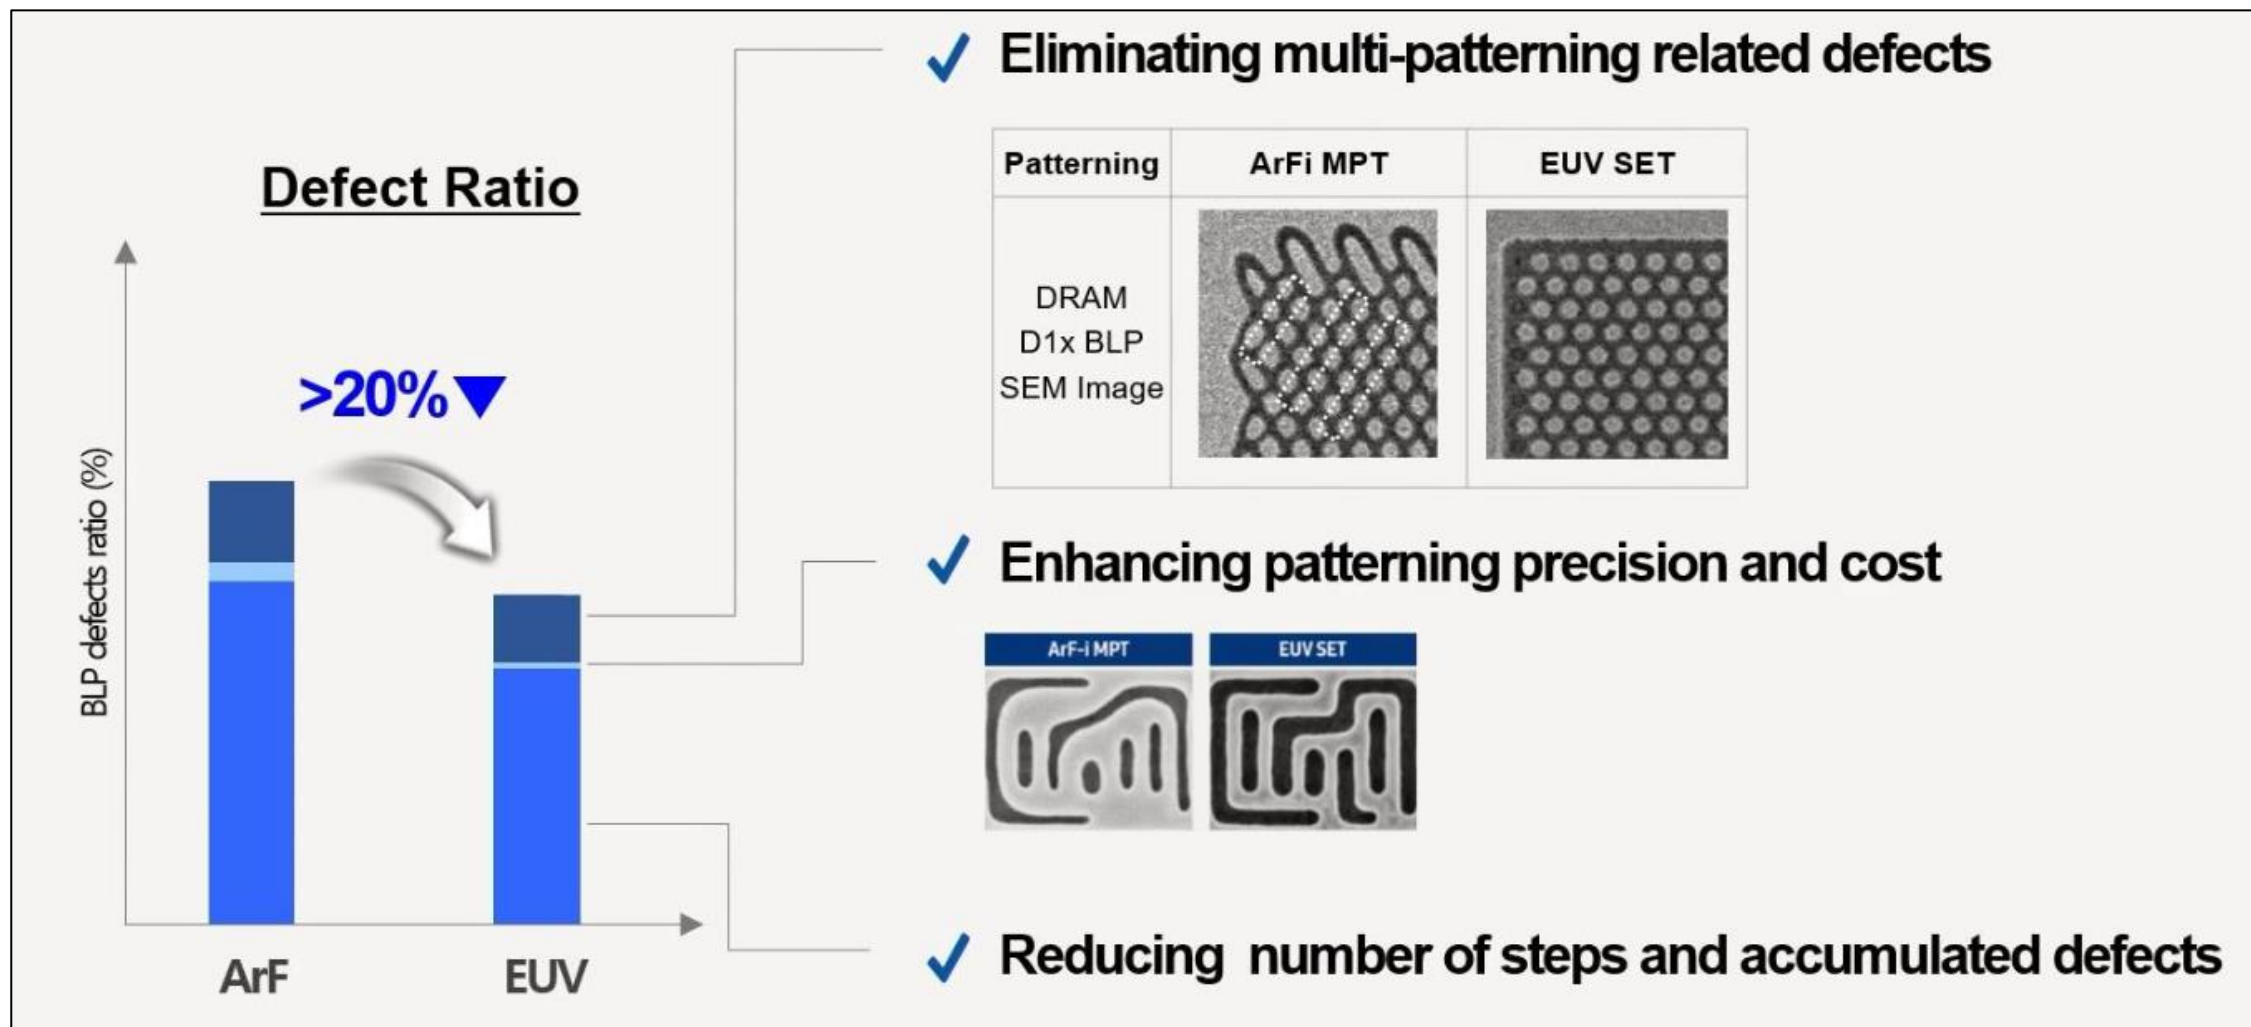 Defect Ratio
>20%▼
BLP defects ratio (%)
ArF
EUV
✓ Eliminating multi-patterning related defects
Patterning ArFi MPT EUV SET
DRAM
D1x BLP
SEM Image
✓ Enhancing patterning precision and cost
ArF-i MPT EUV SET
✓ Reducing number of steps and accumulated defects